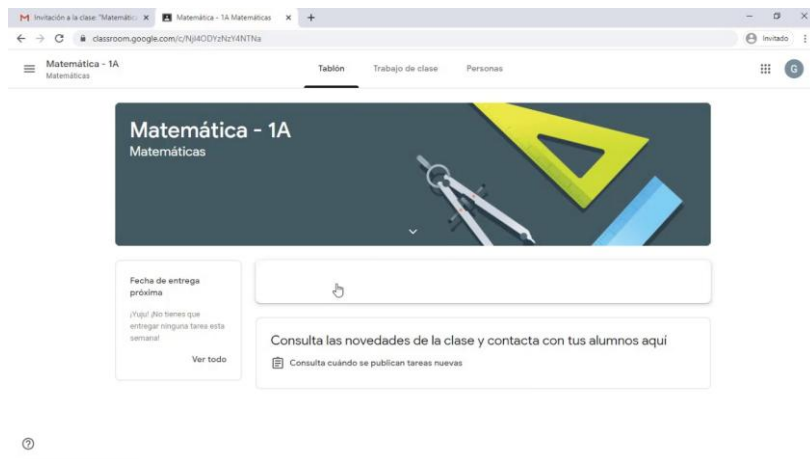 Invitación a la clase: "Matemátic
Matemática - 1A Matemáticas
classroom.google.com/c/NjI4ODYzNzY4NTNa
Invitado
Matemática - 1A
Matemáticas
Tablón
Trabajo de clase
Personas
G
Matemática - 1A
Matemáticas
Fecha de entrega
próxima
¡Yuju! ¡No tienes que
entregar ninguna tarea esta
semana!
Ver todo
Consulta las novedades de la clase y contacta con tus alumnos aquí
Consulta cuándo se publican tareas nuevas